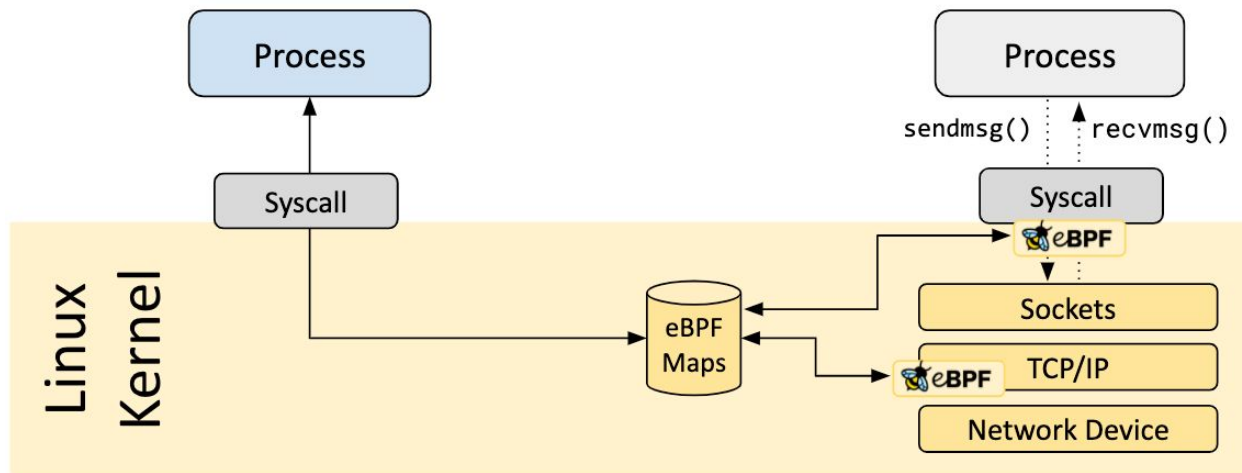 Process
Process
sendmsg()
recvmsg()
Syscall
Syscall
eBPF
Linux
Kernel
eBPF
Maps
Sockets
eBPF
TCP/IP
Network Device